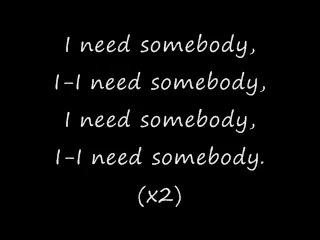 I need somebody,
I-I need somebody,
I need somebody,
I-I need somebody.
(x2)